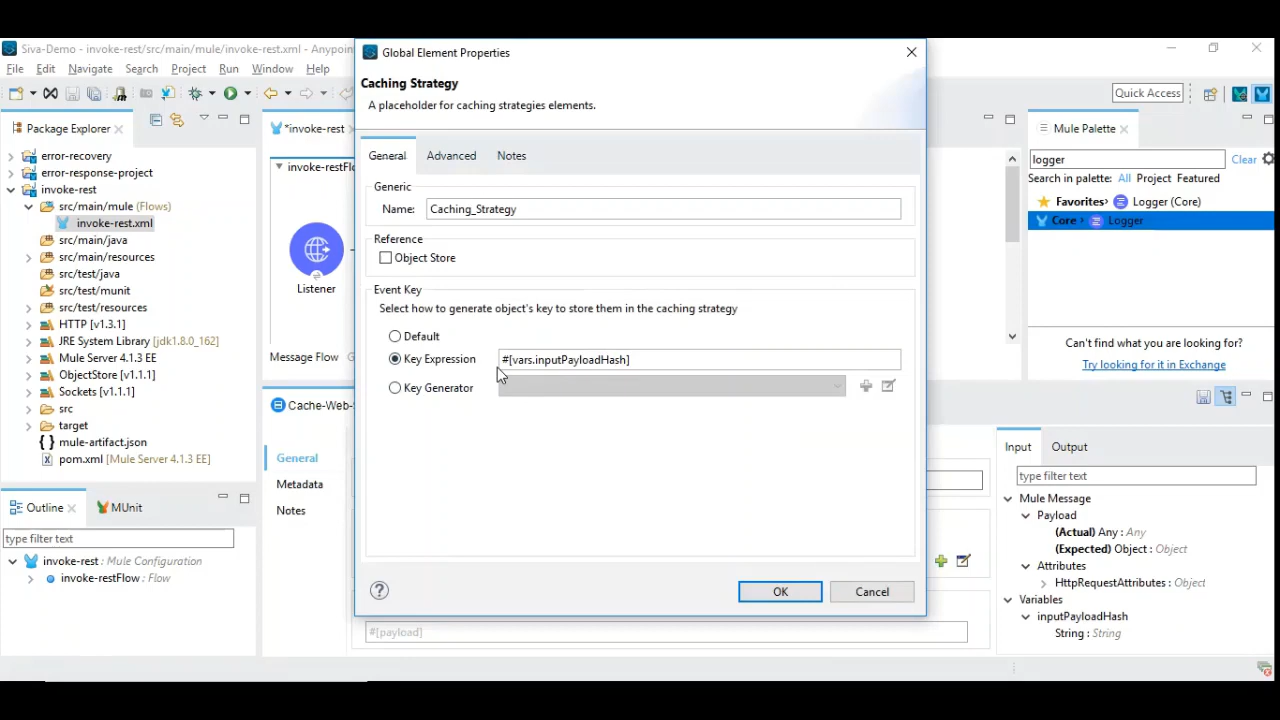 Siva-Demo - invoke-rest/src/main/mule/invoke-rest.xml - Anypoin
File Edit Navigate Search Project Run Window Help
Quick Access
Package Explorer
error-recovery
error-response-project
invoke-rest
src/main/mule (Flows)
invoke-rest.xml
src/main/java
src/main/resources
src/test/java
src/test/munit
src/test/resources
HTTP [v1.3.1]
JRE System Library [jdk1.8.0_162]
Mule Server 4.1.3 EE
ObjectStore [v1.1.1]
Sockets [v1.1.1]
src
target
mule-artifact.json
pom.xml [Mule Server 4.1.3 EE]
Outline MUnit
type filter text
invoke-rest : Mule Configuration
invoke-restFlow : Flow
*invoke-rest
invoke-restFl
Listener
Message Flow
Cache-Web-
General
Metadata
Notes
#[payload]
Global Element Properties
Caching Strategy
A placeholder for caching strategies elements.
General Advanced Notes
Generic
Name: Caching_Strategy
Reference
Object Store
Event Key
Select how to generate object's key to store them in the caching strategy
Default
Key Expression #[vars.inputPayloadHash]
Key Generator
OK Cancel
Mule Palette
logger Clear
Search in palette: All Project Featured
Favorites> Logger (Core)
Core> Logger
Can't find what you are looking for?
Try looking for it in Exchange
Input Output
type filter text
Mule Message
Payload
(Actual) Any : Any
(Expected) Object : Object
Attributes
HttpRequestAttributes : Object
Variables
inputPayloadHash
String : String